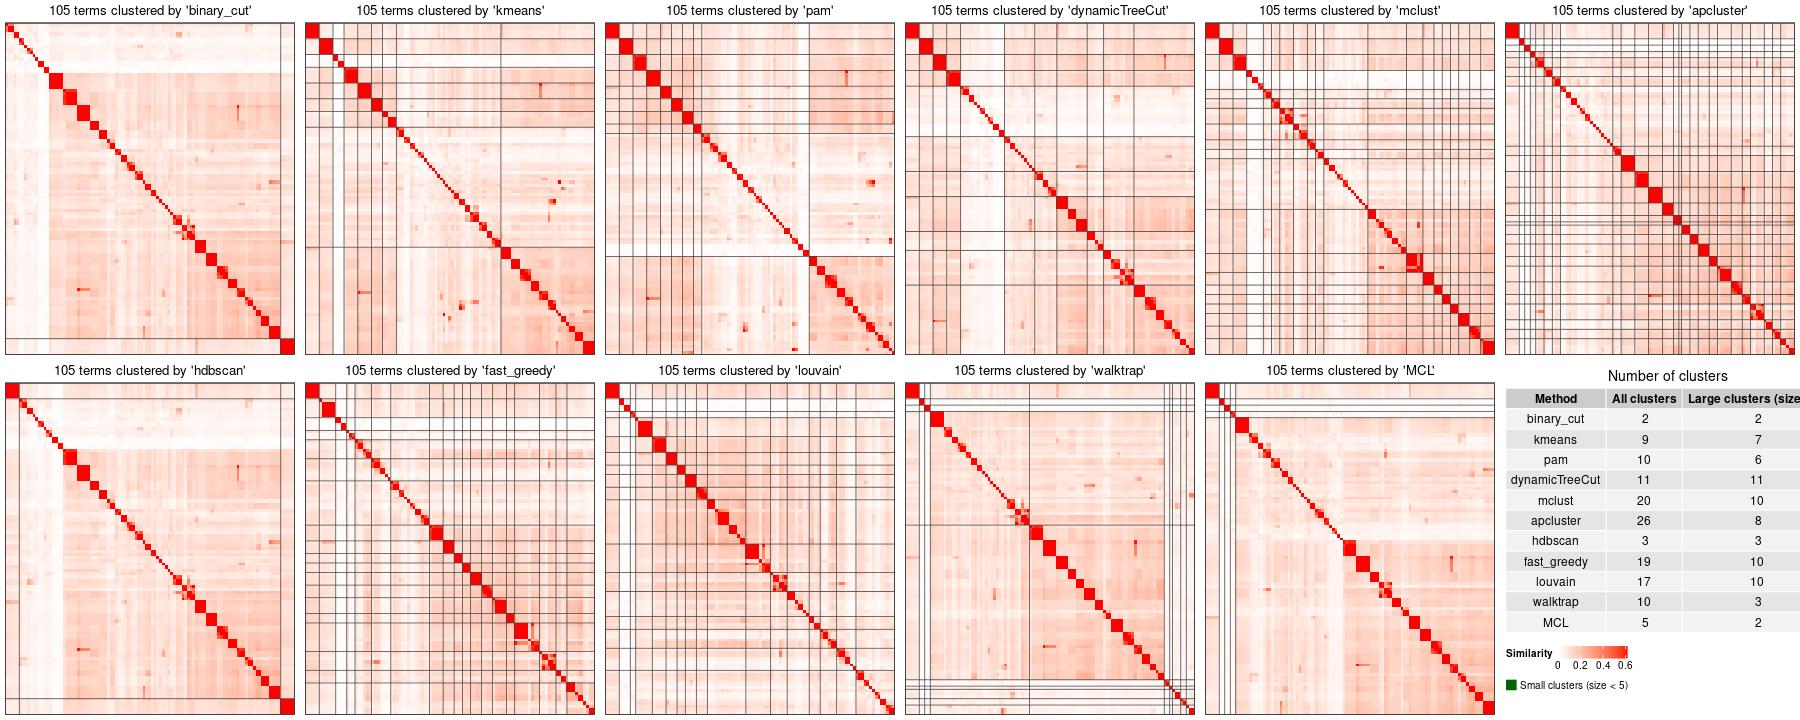 105 terms clustered by 'binary_cut'
105 terms clustered by 'kmeans'
105 terms clustered by 'pam'
105 terms clustered by 'dynamicTreeCut'
105 terms clustered by 'mclust'
105 terms clustered by 'apcluster'
105 terms clustered by 'hdbscan'
105 terms clustered by 'fast_greedy'
105 terms clustered by 'louvain'
105 terms clustered by 'walktrap'
105 terms clustered by 'MCL'
Number of clusters
Method All clusters Large clusters (size
binary_cut 2 2
kmeans 9 7
pam 10 6
dynamicTreeCut 11 11
mclust 20 10
apcluster 26 8
hdbscan 3 3
fast_greedy 19 10
louvain 17 10
walktrap 10 3
MCL 5 2
Similarity
0 0.2 0.4 0.6
Small clusters (size < 5)